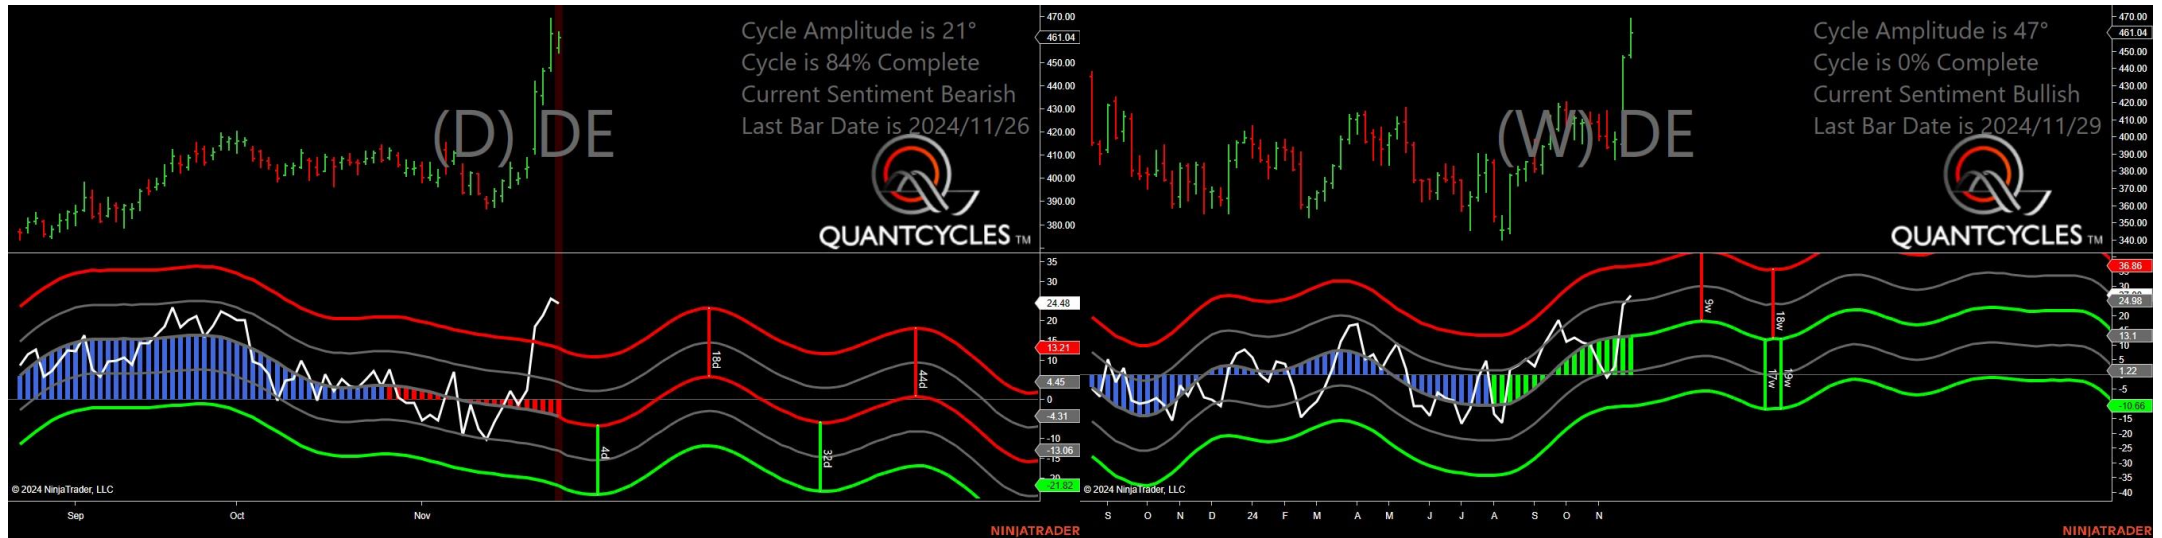 Cycle Amplitude is 21°
Cycle is 84% Complete
Current Sentiment Bearish
Last Bar Date is 2024/11/26
(D) DE
QUANTCYCLES TM
470.00
461.04
450.00
440.00
430.00
420.00
410.00
400.00
390.00
380.00
35
30
24.48
20
13.21
10
4.45
0
-4.31
-10
-13.06
-15
-21.82
4d
18d
32d
444d
© 2024 NinjaTrader, LLC
Sep Oct Nov
NINJATRADER
Cycle Amplitude is 47°
Cycle is 0% Complete
Current Sentiment Bullish
Last Bar Date is 2024/11/29
(W) DE
QUANTCYCLES TM
470.00
461.04
450.00
440.00
430.00
420.00
410.00
400.00
390.00
380.00
370.00
360.00
350.00
340.00
36.86
24.98
20
13.1
10
5
1.22
-5
-10.66
-15
-20
-25
-30
-35
-40
9w
18w
17w
19w
© 2024 NinjaTrader, LLC
S O N D 24 F M A M J J A S O N
NINJATRADER